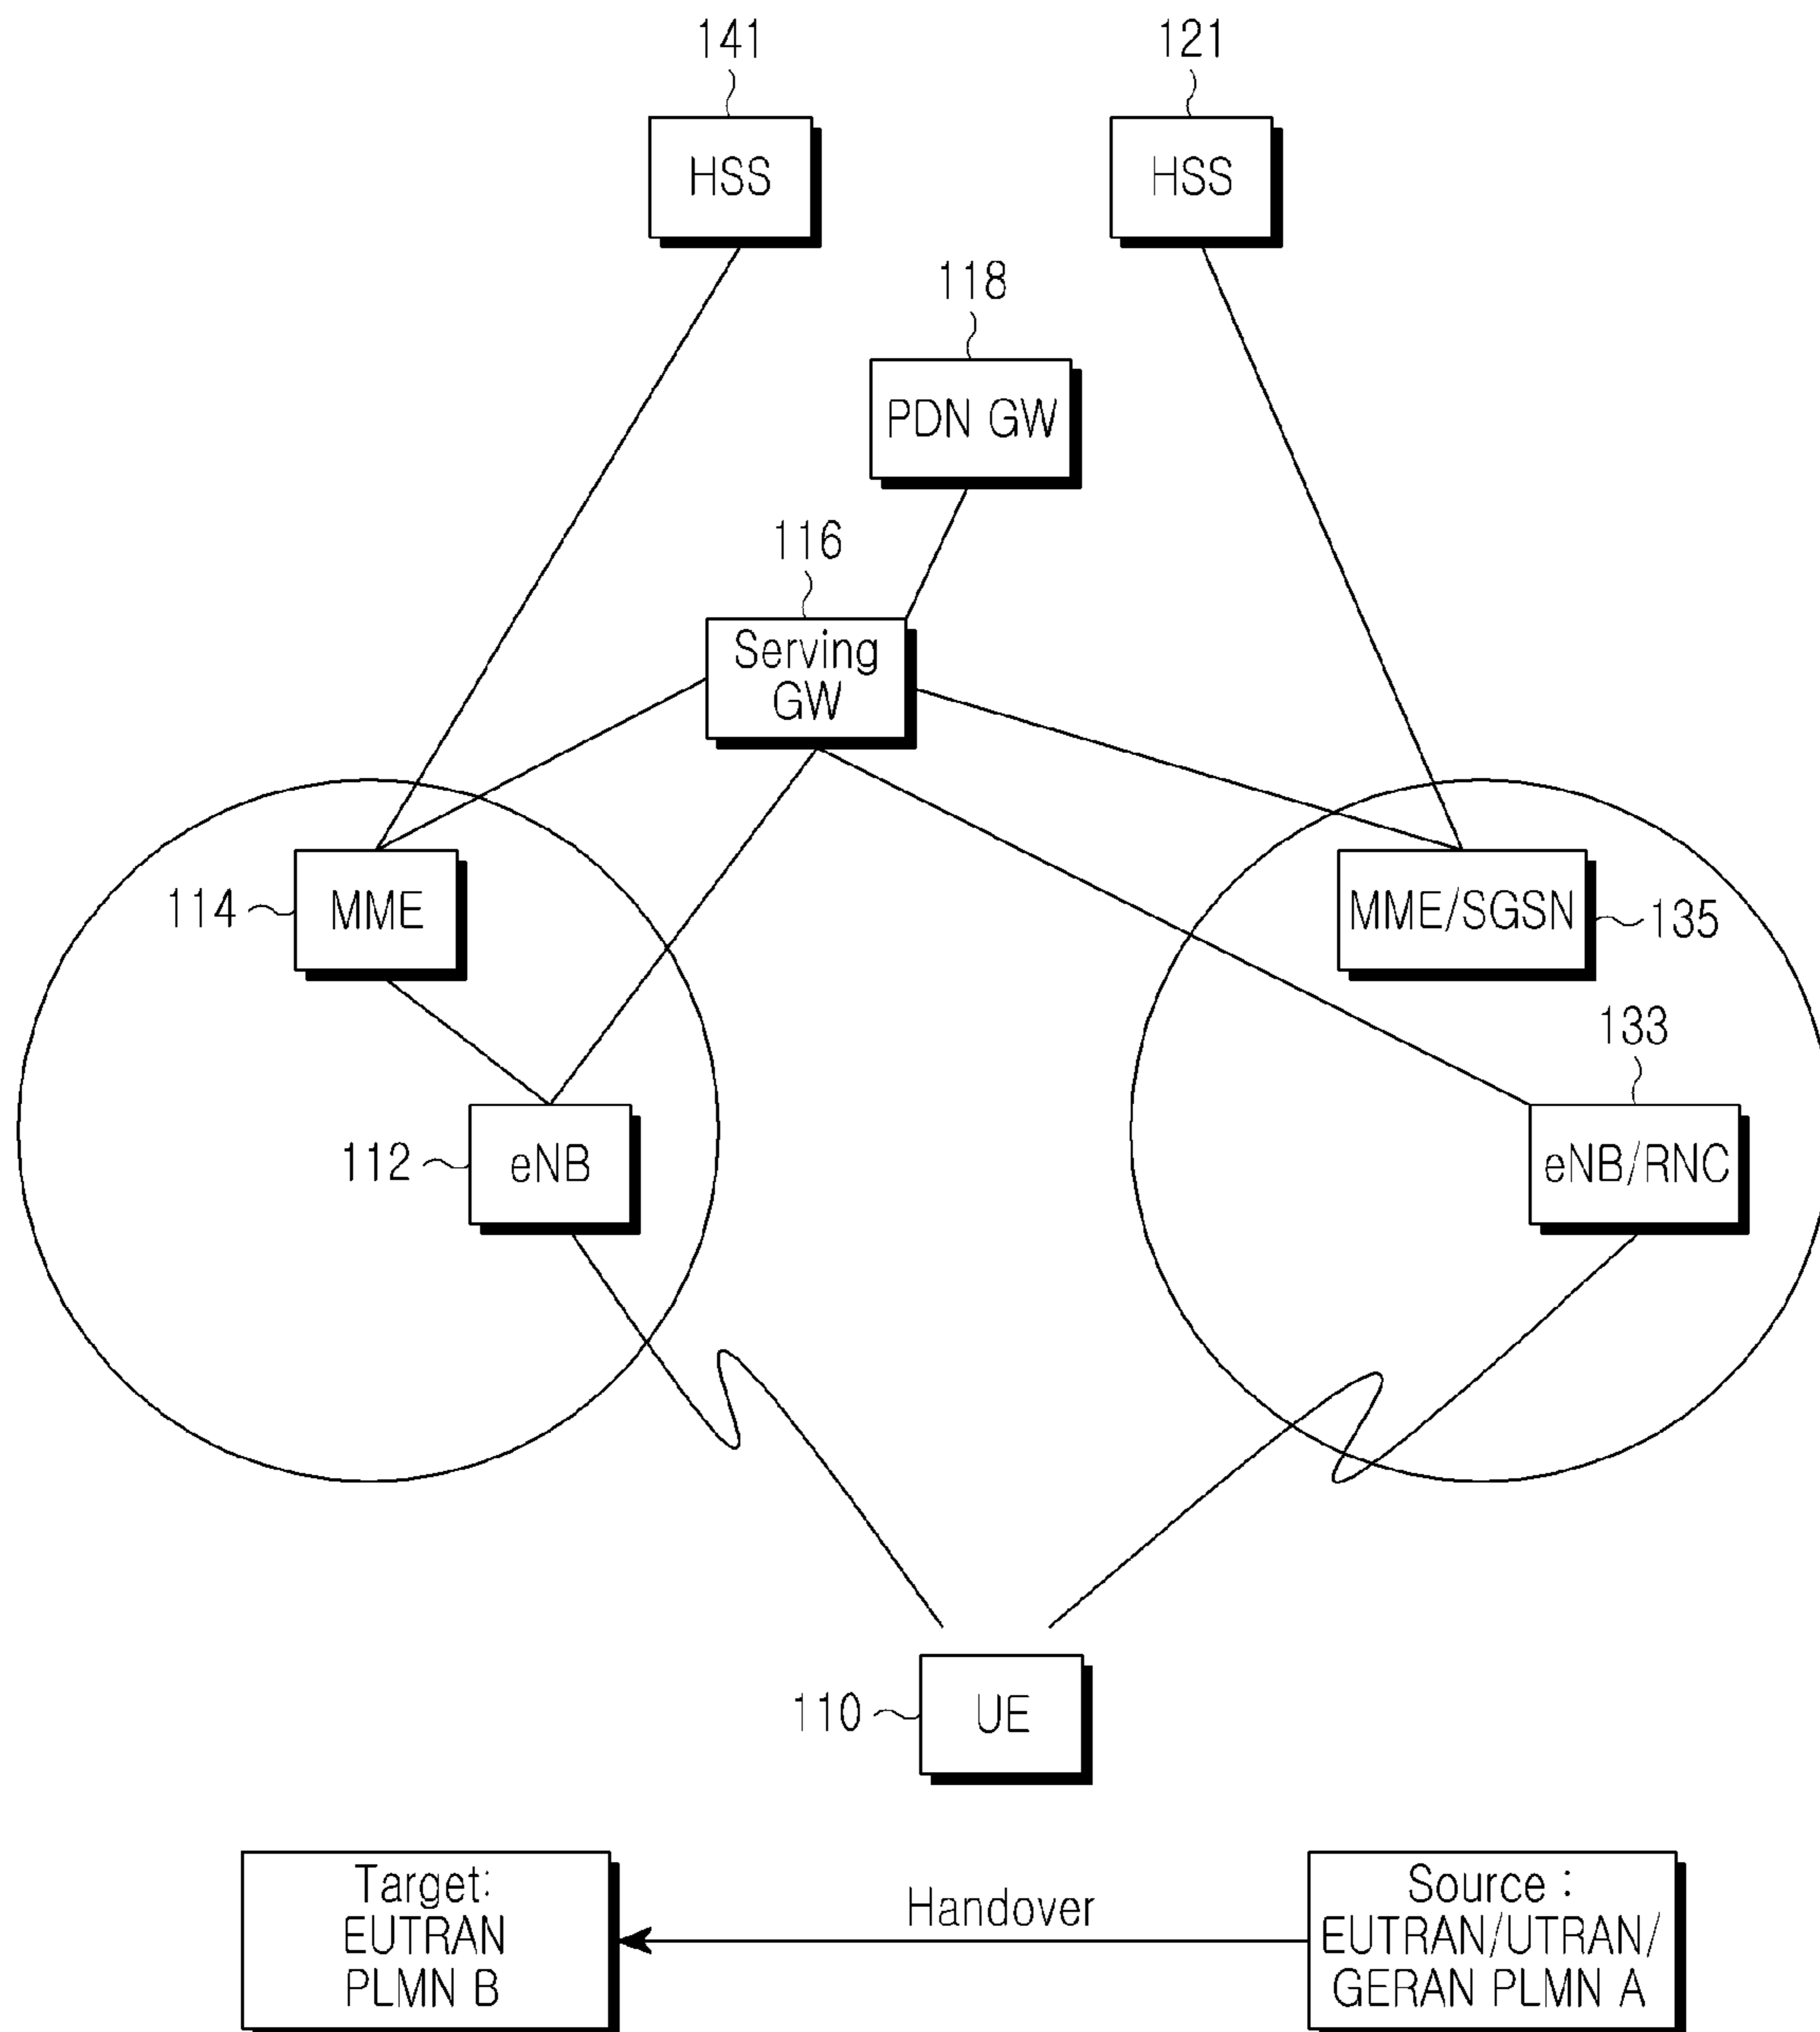 141
121
HSS
HSS
118
PDN GW
116
Serving
GW
114
MME
MME/SGSN
135
133
112
eNB
eNB/RNC
110
UE
Target:
EUTRAN
PLMN B
Handover
Source :
EUTRAN/UTRAN/
GERAN PLMN A